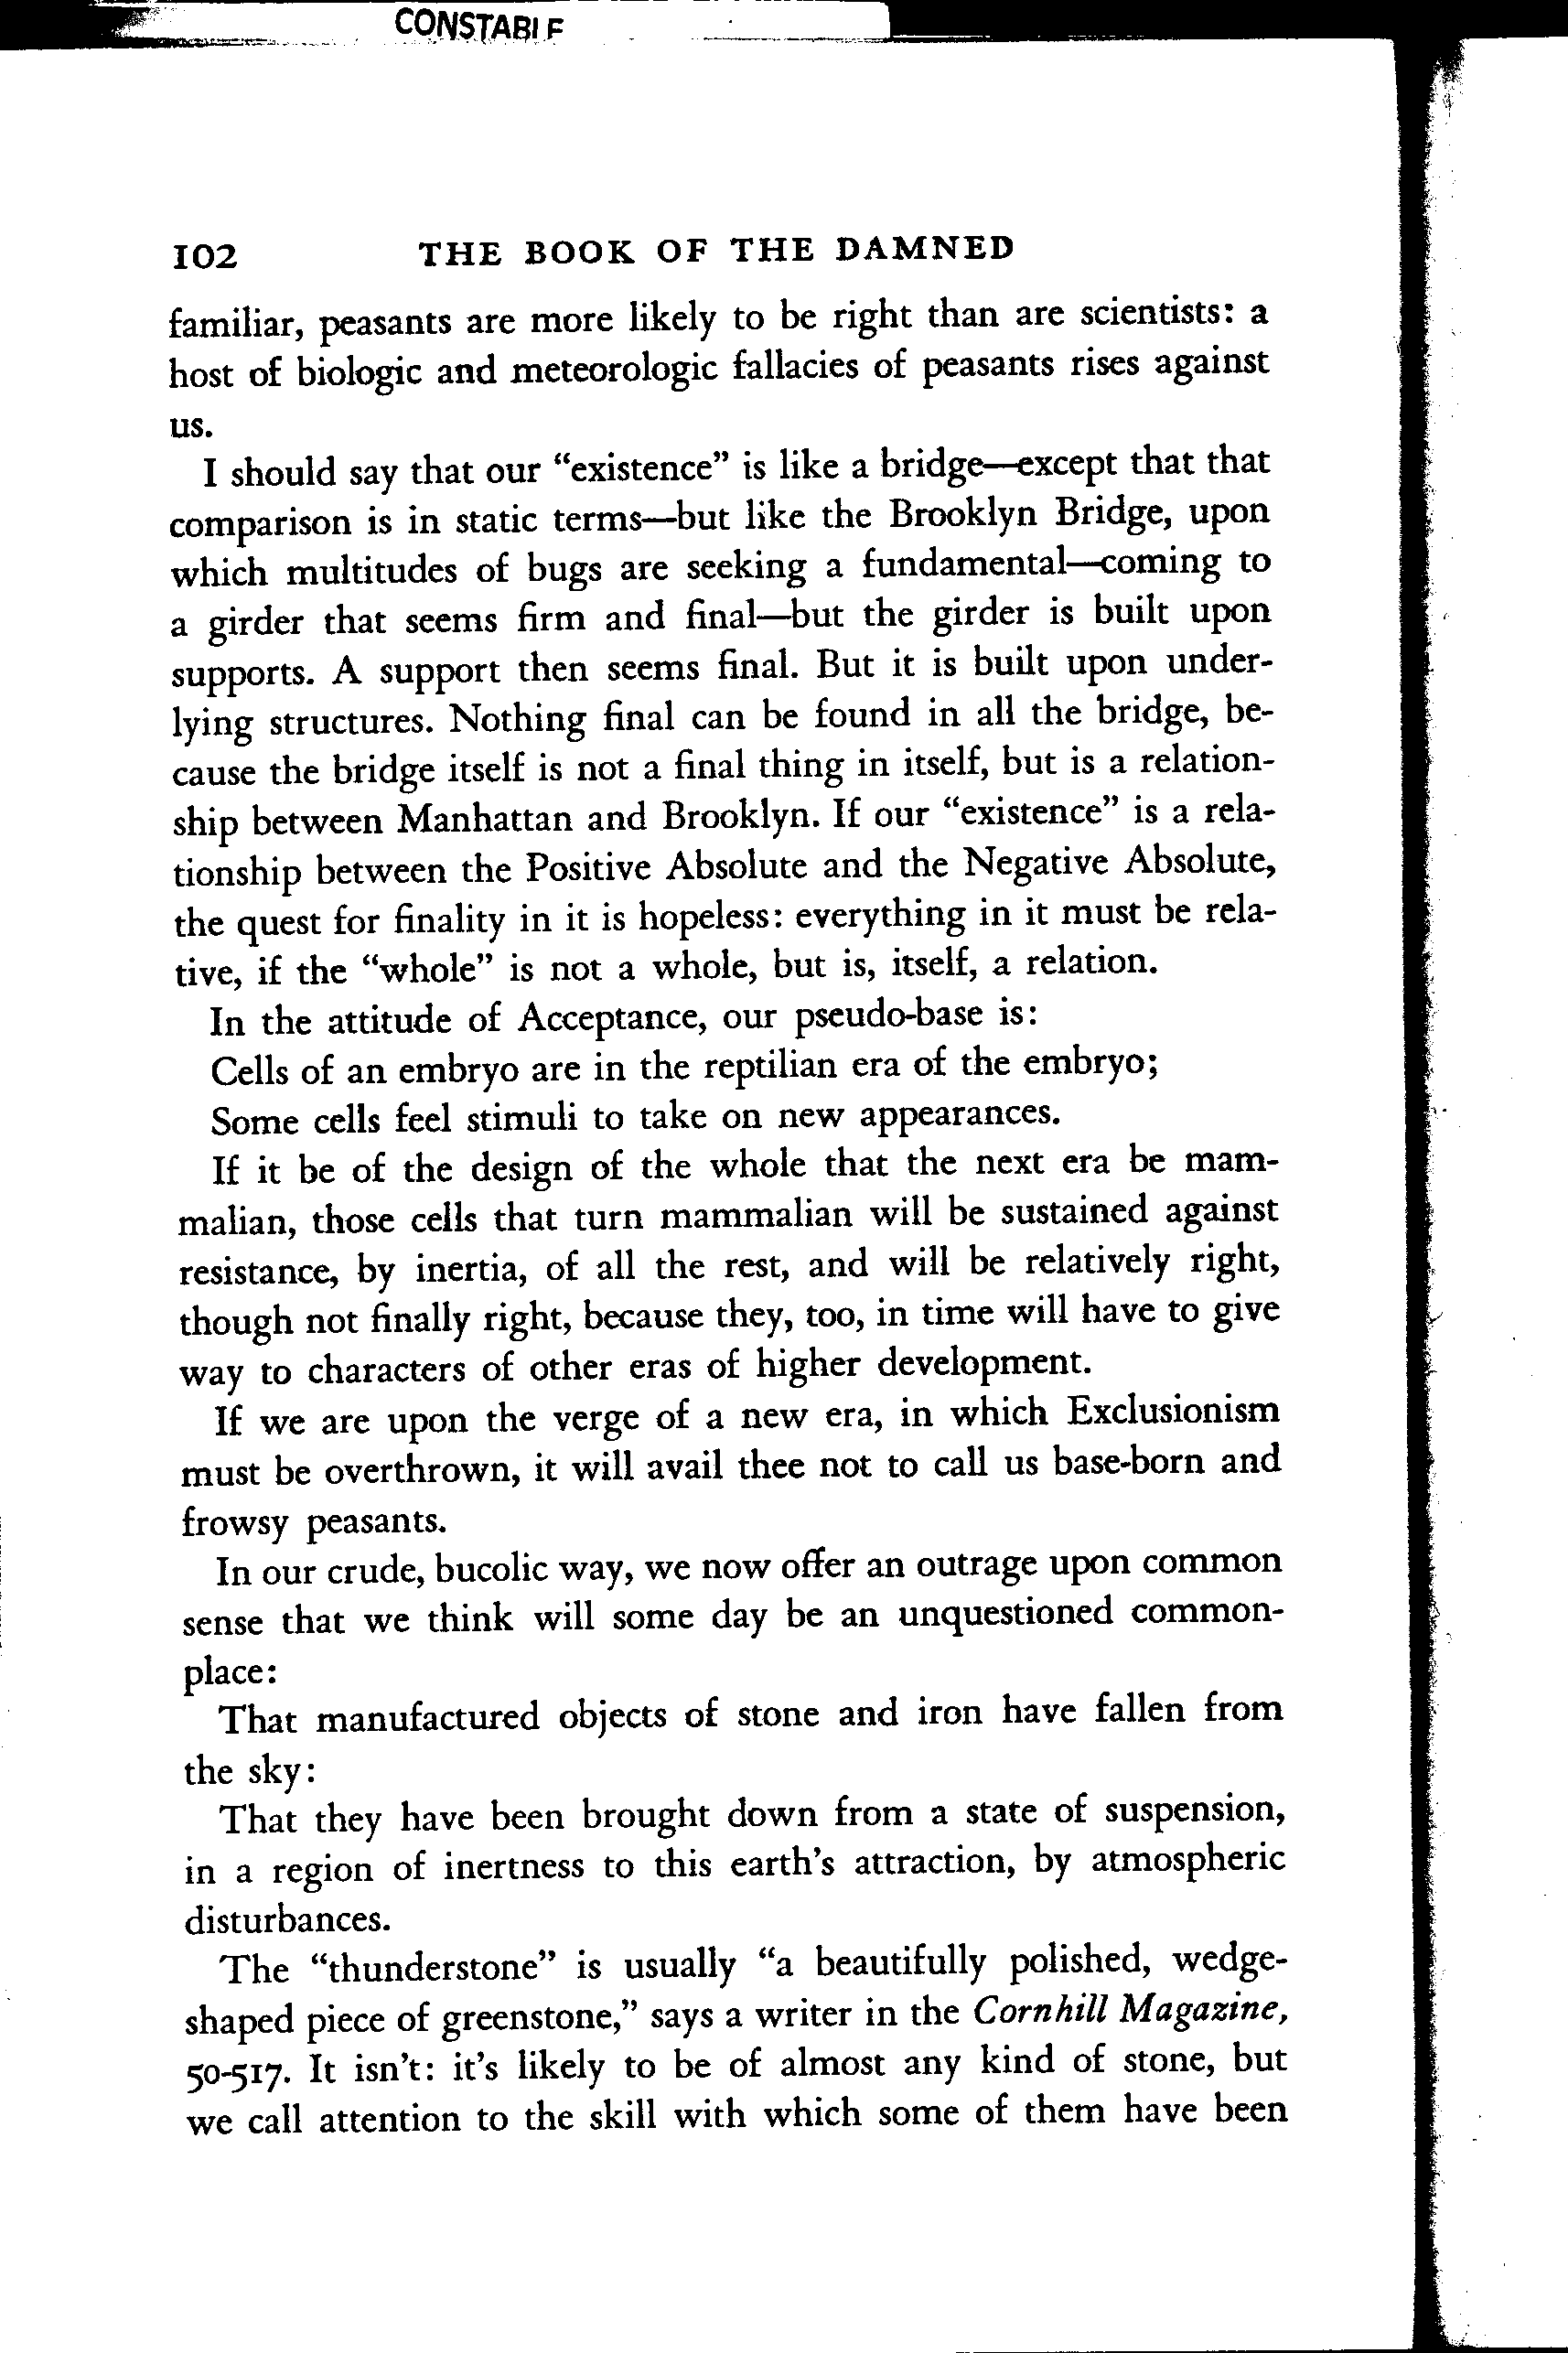 CONSTABLE
102 THE BOOK OF THE DAMNED
familiar, peasants are more likely to be right than are scientists: a
host of biologic and meteorologic fallacies of peasants rises against
us.
I should say that our “existence” is like a bridge—except that that
comparison is in static terms—but like the Brooklyn Bridge, upon
which multitudes of bugs are seeking a fundamental—coming to
a girder that seems firm and final—but the girder is built upon
supports. A support then seems final. But it is built upon under-
lying structures. Nothing final can be found in all the bridge, be-
cause the bridge itself is not a final thing in itself, but is a relation-
ship between Manhattan and Brooklyn. If our “existence” is a rela-
tionship between the Positive Absolute and the Negative Absolute,
the quest for finality in it is hopeless: everything in it must be rela-
tive, if the “whole” is not a whole, but is, itself, a relation.
In the attitude of Acceptance, our pseudo-base is:
Cells of an embryo are in the reptilian era of the embryo;
Some cells feel stimuli to take on new appearances.
If it be of the design of the whole that the next era be mam-
malian, those cells that turn mammalian will be sustained against
resistance, by inertia, of all the rest, and will be relatively right,
though not finally right, because they, too, in time will have to give
way to characters of other eras of higher development.
If we are upon the verge of a new era, in which Exclusionism
must be overthrown, it will avail thee not to call us base-born and
frowsy peasants.
In our crude, bucolic way, we now offer an outrage upon common
sense that we think will some day be an unquestioned common-
place:
That manufactured objects of stone and iron have fallen from
the sky:
That they have been brought down from a state of suspension,
in a region of inertness to this earth’s attraction, by atmospheric
disturbances.
The “thunderstone” is usually “a beautifully polished, wedge-
shaped piece of greenstone,” says a writer in the Cornhill Magazine,
50-517. It isn’t: it’s likely to be of almost any kind of stone, but
we call attention to the skill with which some of them have been